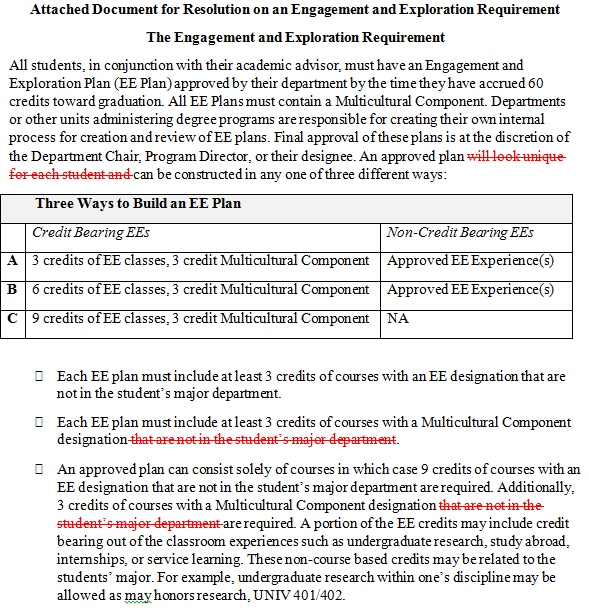 Attached Document for Resolution on an Engagement and Exploration Requirement
The Engagement and Exploration Requirement
All students, in conjunction with their academic advisor, must have an Engagement and
Exploration Plan (EE Plan) approved by their department by the time they have accrued 60
credits toward graduation. All EE Plans must contain a Multicultural Component. Departments
or other units administering degree programs are responsible for creating their own internal
process for creation and review of EE plans. Final approval of these plans is at the discretion of
the Department Chair, Program Director, or their designee. An approved plan will look unique
for each student and can be constructed in any one of three different ways:
Three Ways to Build an EE Plan
Credit Bearing EEs Non-Credit Bearing EEs
A 3 credits of EE classes, 3 credit Multicultural Component Approved EE Experience(s)
B 6 credits of EE classes, 3 credit Multicultural Component Approved EE Experience(s)
C 9 credits of EE classes, 3 credit Multicultural Component NA
Each EE plan must include at least 3 credits of courses with an EE designation that are
not in the student's major department.
Each EE plan must include at least 3 credits of courses with a Multicultural Component
designation that are not in the student's major department.
An approved plan can consist solely of courses in which case 9 credits of courses with an
EE designation that are not in the student's major department are required. Additionally,
3 credits of courses with a Multicultural Component designation that are not in the
student's major department are required. A portion of the EE credits may include credit
bearing out of the classroom experiences such as undergraduate research, study abroad,
internships, or service learning. These non-course based credits may be related to the
students' major. For example, undergraduate research within one's discipline may be
allowed as may honors research, UNIV 401/402.